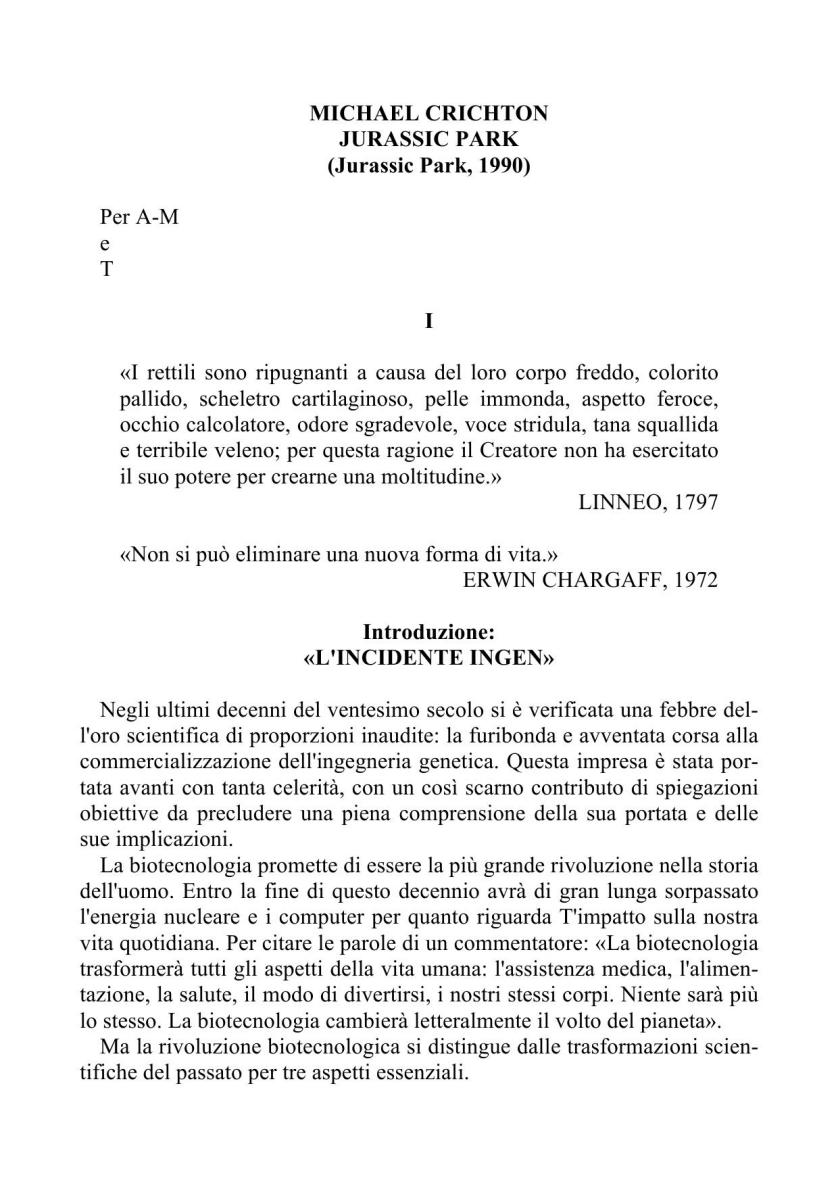 MICHAEL CRICHTON
JURASSIC PARK
(Jurassic Park, 1990)
Per A-M
e
T
I
«I rettili sono ripugnanti a causa del loro corpo freddo, colorito
pallido, scheletro cartilaginoso, pelle immonda, aspetto feroce,
occhio calcolatore, odore sgradevole, voce stridula, tana squallida
e terribile veleno; per questa ragione il Creatore non ha esercitato
il suo potere per crearne una moltitudine.»
LINNEO, 1797
«Non si può eliminare una nuova forma di vita.»
ERWIN CHARGAFF, 1972
Introduzione:
«L'INCIDENTE INGEN»
Negli ultimi decenni del ventesimo secolo si è verificata una febbre del-
l'oro scientifica di proporzioni inaudite: la furibonda e avventata corsa alla
commercializzazione dell'ingegneria genetica. Questa impresa è stata por-
tata avanti con tanta celerità, con un così scarno contributo di spiegazioni
obiettive da precludere una piena comprensione della sua portata e delle
sue implicazioni.
La biotecnologia promette di essere la più grande rivoluzione nella storia
dell'uomo. Entro la fine di questo decennio avrà di gran lunga sorpassato
l'energia nucleare e i computer per quanto riguarda T'impatto sulla nostra
vita quotidiana. Per citare le parole di un commentatore: «La biotecnologia
trasformerà tutti gli aspetti della vita umana: l'assistenza medica, l'alimen-
tazione, la salute, il modo di divertirsi, i nostri stessi corpi. Niente sarà più
lo stesso. La biotecnologia cambierà letteralmente il volto del pianeta».
Ma la rivoluzione biotecnologica si distingue dalle trasformazioni scien-
tifiche del passato per tre aspetti essenziali.